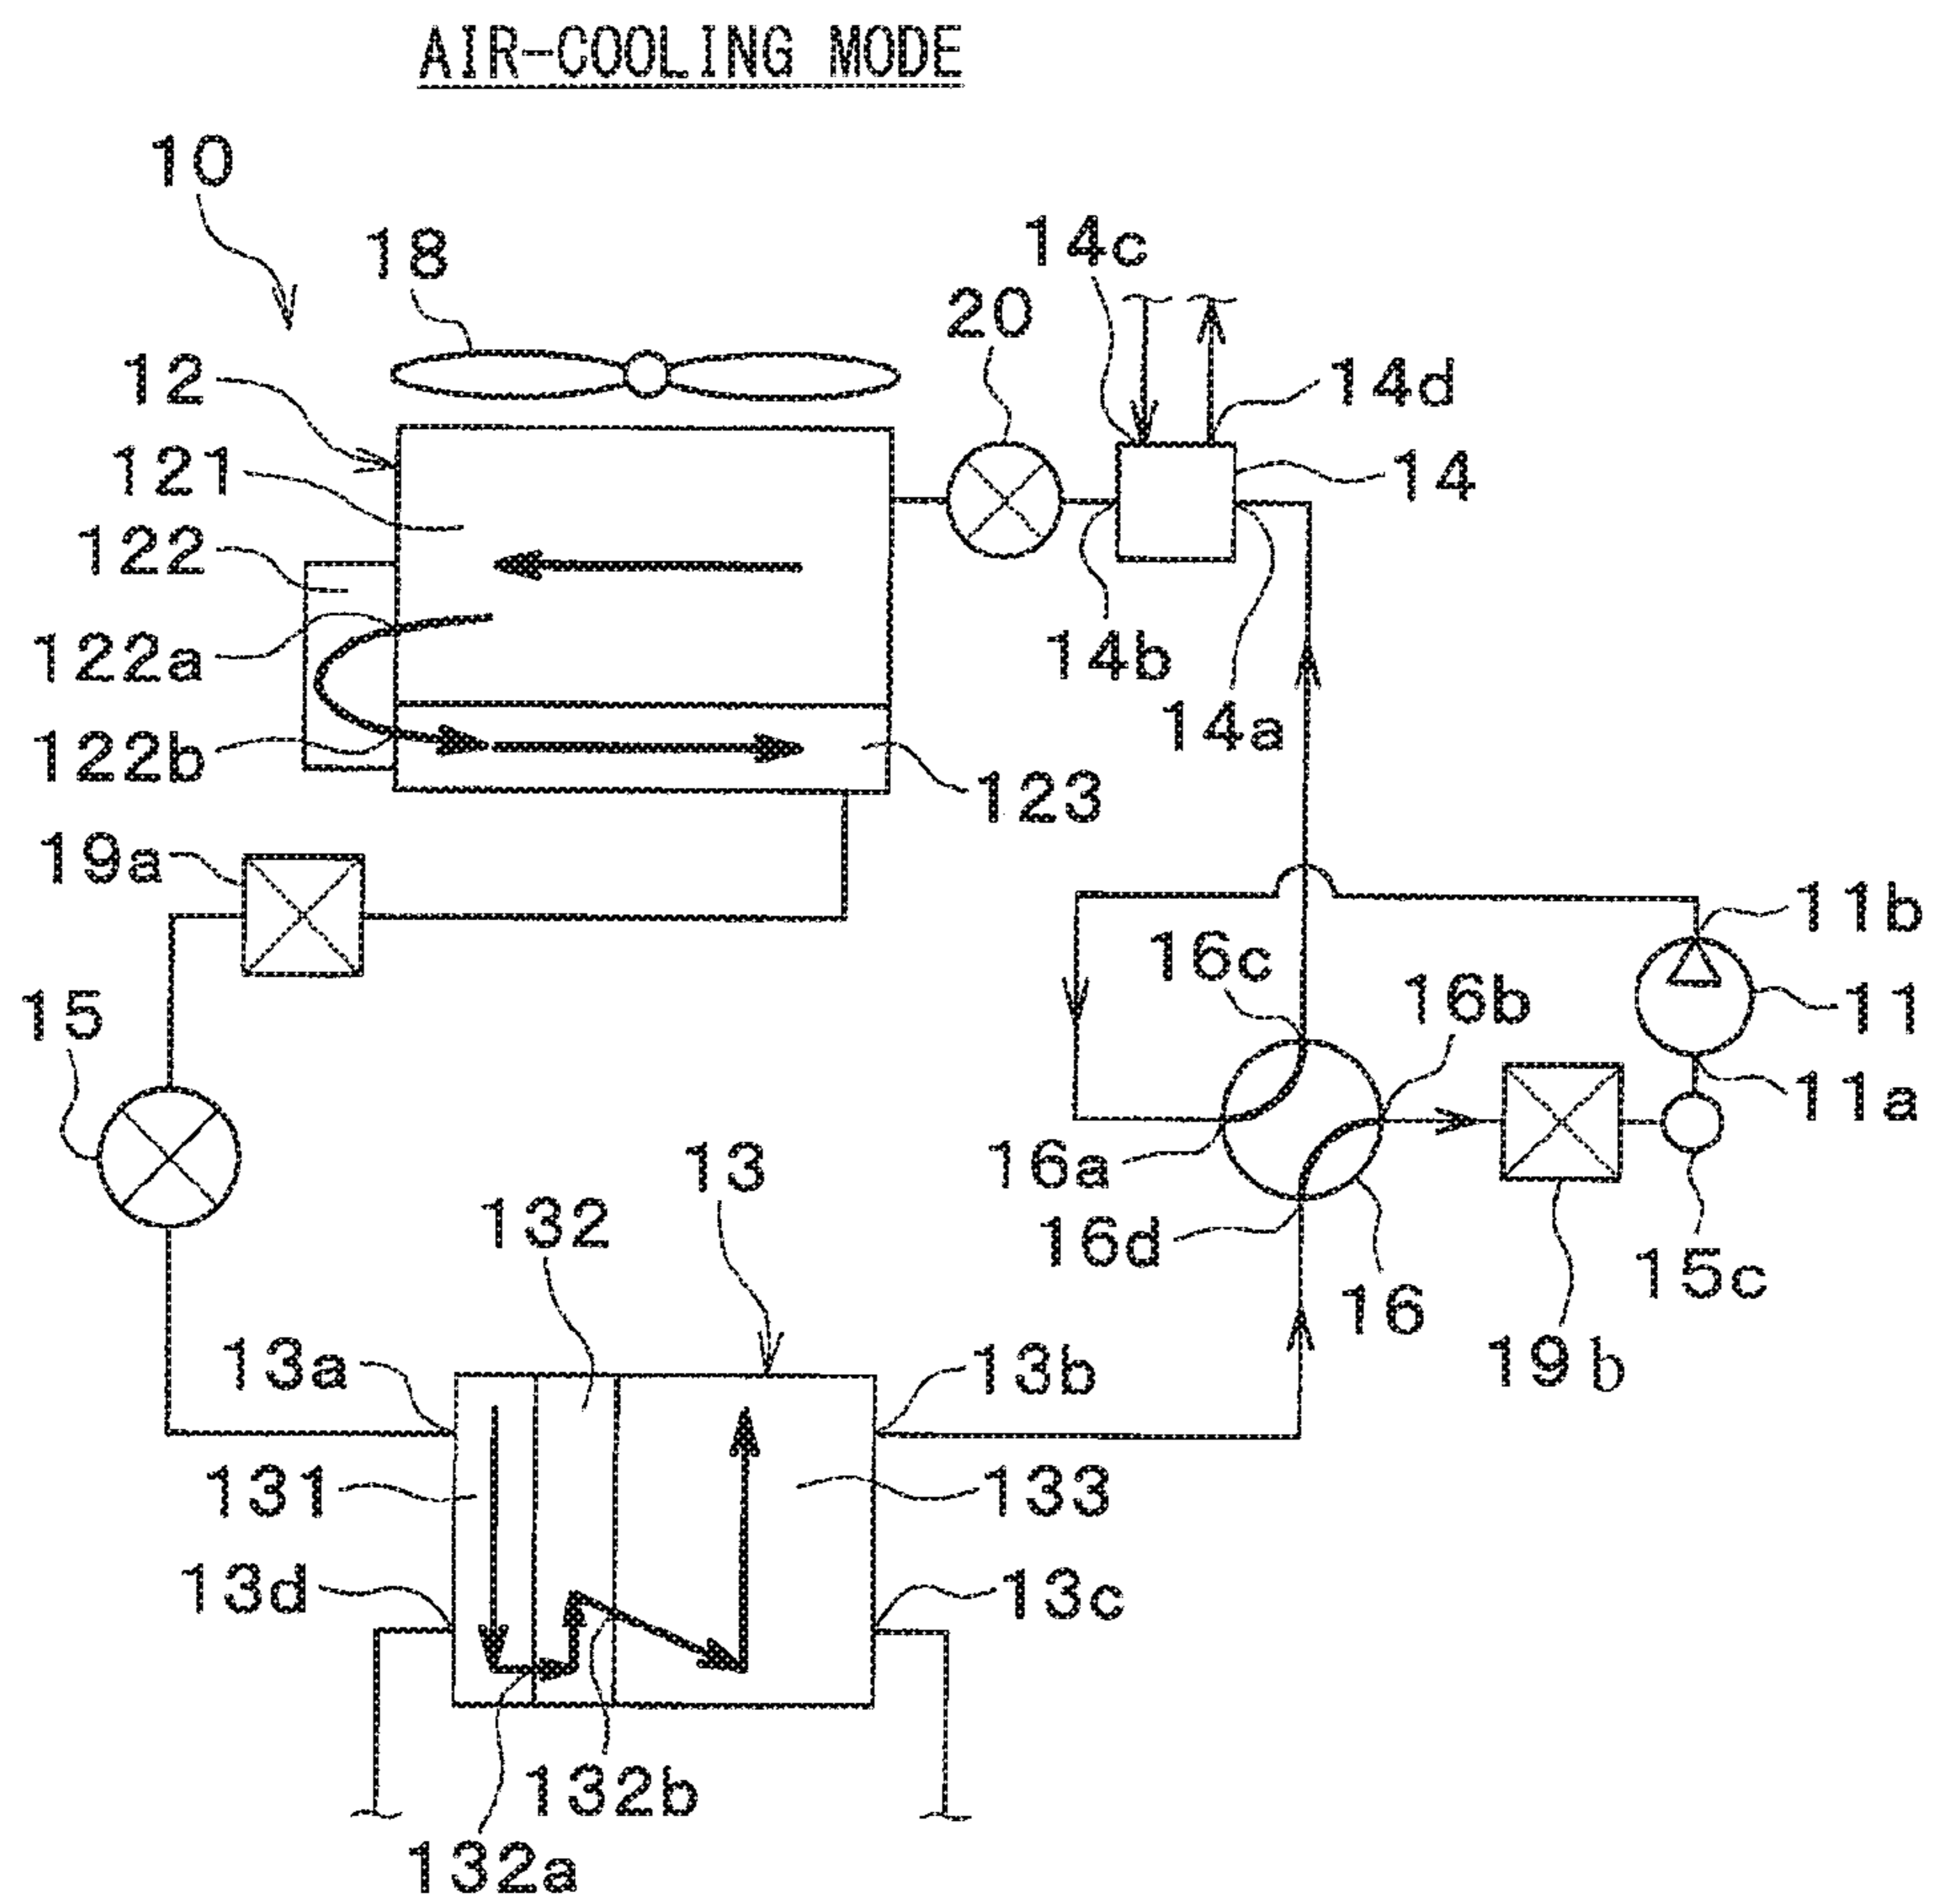 AIR-COOLING MODE
10
18
14c
20
12
14d
121
14
122
122a
14b
14a
122b
123
19a
11b
16c
16b
15
11
11a
16a
13
132
16d
15c
16
13a
13b
19b
131
133
13d
13c
132b
132a